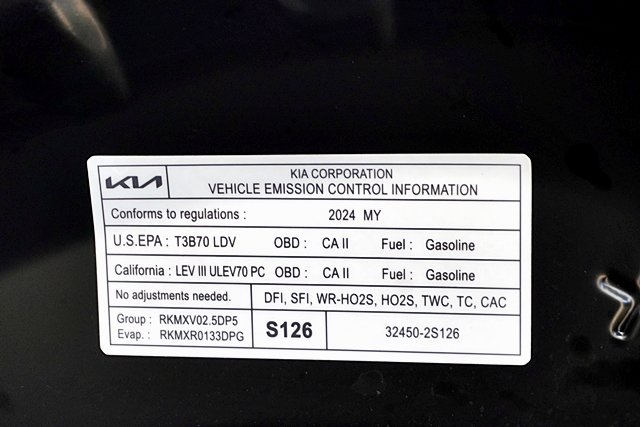 KIA
KIA CORPORATION
VEHICLE EMISSION CONTROL INFORMATION
Conforms to regulations : 2024 MY
U.S.EPA : T3B70 LDV OBD : CA II Fuel : Gasoline
California : LEV III ULEV70 PC OBD : CA II Fuel : Gasoline
No adjustments needed. DFI, SFI, WR-HO2S, HO2S, TWC, TC, CAC
Group : RKMXV02.5DP5
Evap. : RKMXR0133DPG
S126
32450-2S126